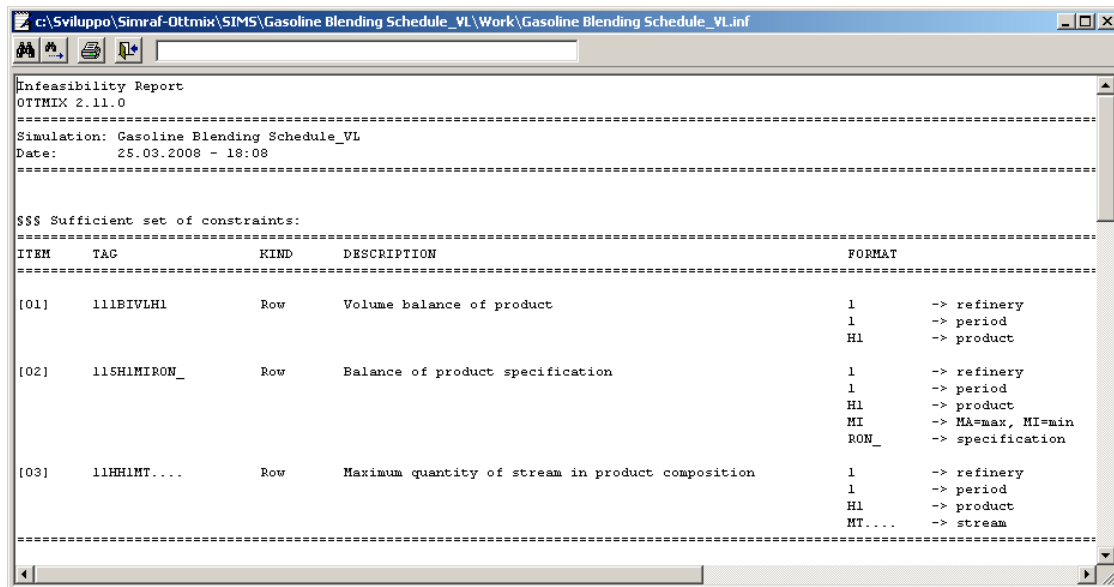 c:\Sviluppo\Simraf-Ottmix\SIMS\Gasoline Blending Schedule_VL\Work\Gasoline Blending Schedule_VL.inf
Infeasibility Report
OTTMIX 2.11.0
Simulation: Gasoline Blending Schedule_VL
Date: 25.03.2008 - 18:08
$$$ Sufficient set of constraints:
ITEM TAG KIND DESCRIPTION FORMAT
[01] 111BIVLH1 Row Volume balance of product 1 -> refinery
1 -> period
H1 -> product
[02] 115H1MIRON_ Row Balance of product specification 1 -> refinery
1 -> period
H1 -> product
MI -> MA=max, MI=min
RON_ -> specification
[03] 11HH1MT.... Row Maximum quantity of stream in product composition 1 -> refinery
1 -> period
H1 -> product
MT.... -> stream